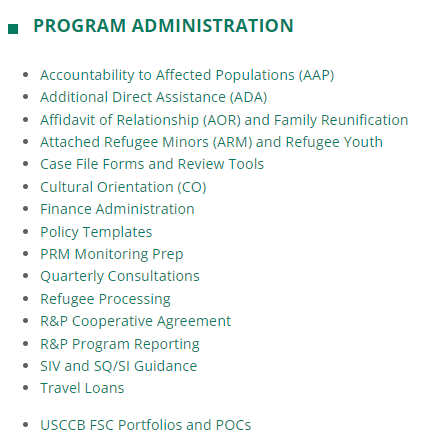 PROGRAM ADMINISTRATION
Accountability to Affected Populations (AAP)
Additional Direct Assistance (ADA)
Affidavit of Relationship (AOR) and Family Reunification
Attached Refugee Minors (ARM) and Refugee Youth
Case File Forms and Review Tools
Cultural Orientation (CO)
Finance Administration
Policy Templates
PRM Monitoring Prep
Quarterly Consultations
Refugee Processing
R&P Cooperative Agreement
R&P Program Reporting
SIV and SQ/SI Guidance
Travel Loans
USCCB FSC Portfolios and POCs